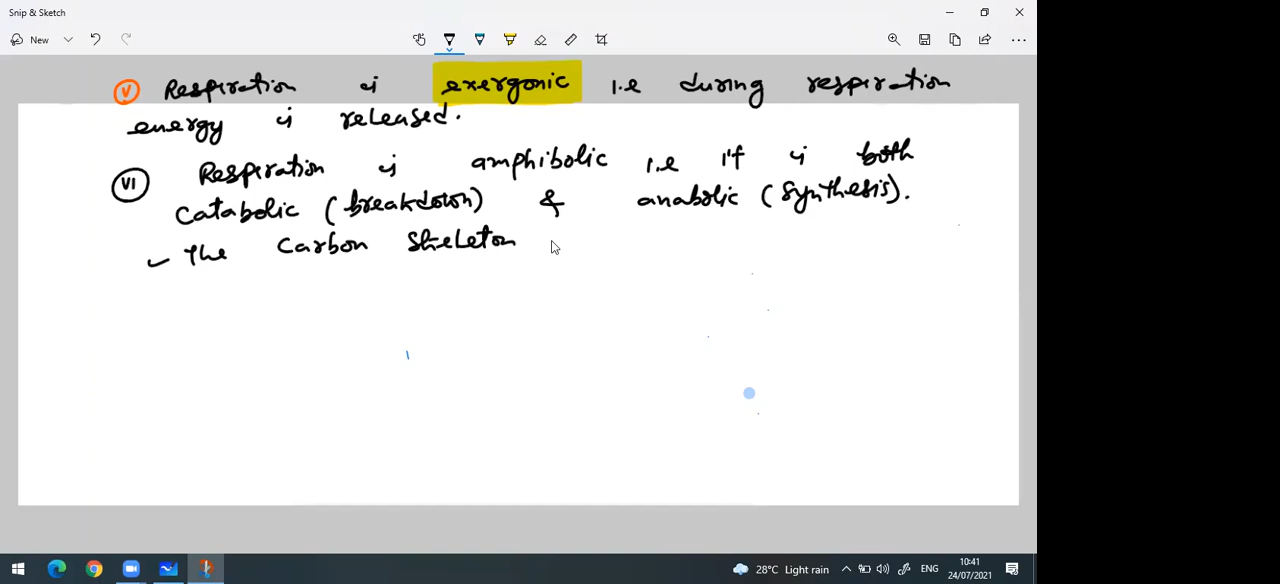 Snip & Sketch
New
V Respiration is exergonic i.e during respiration
energy is released.
VI Respiration is amphibolic i.e it is both
Catabolic (breakdown) & anabolic (synthesis).
✓ The Carbon Skeleton
28°C Light rain
ENG
10:41
24/07/2021